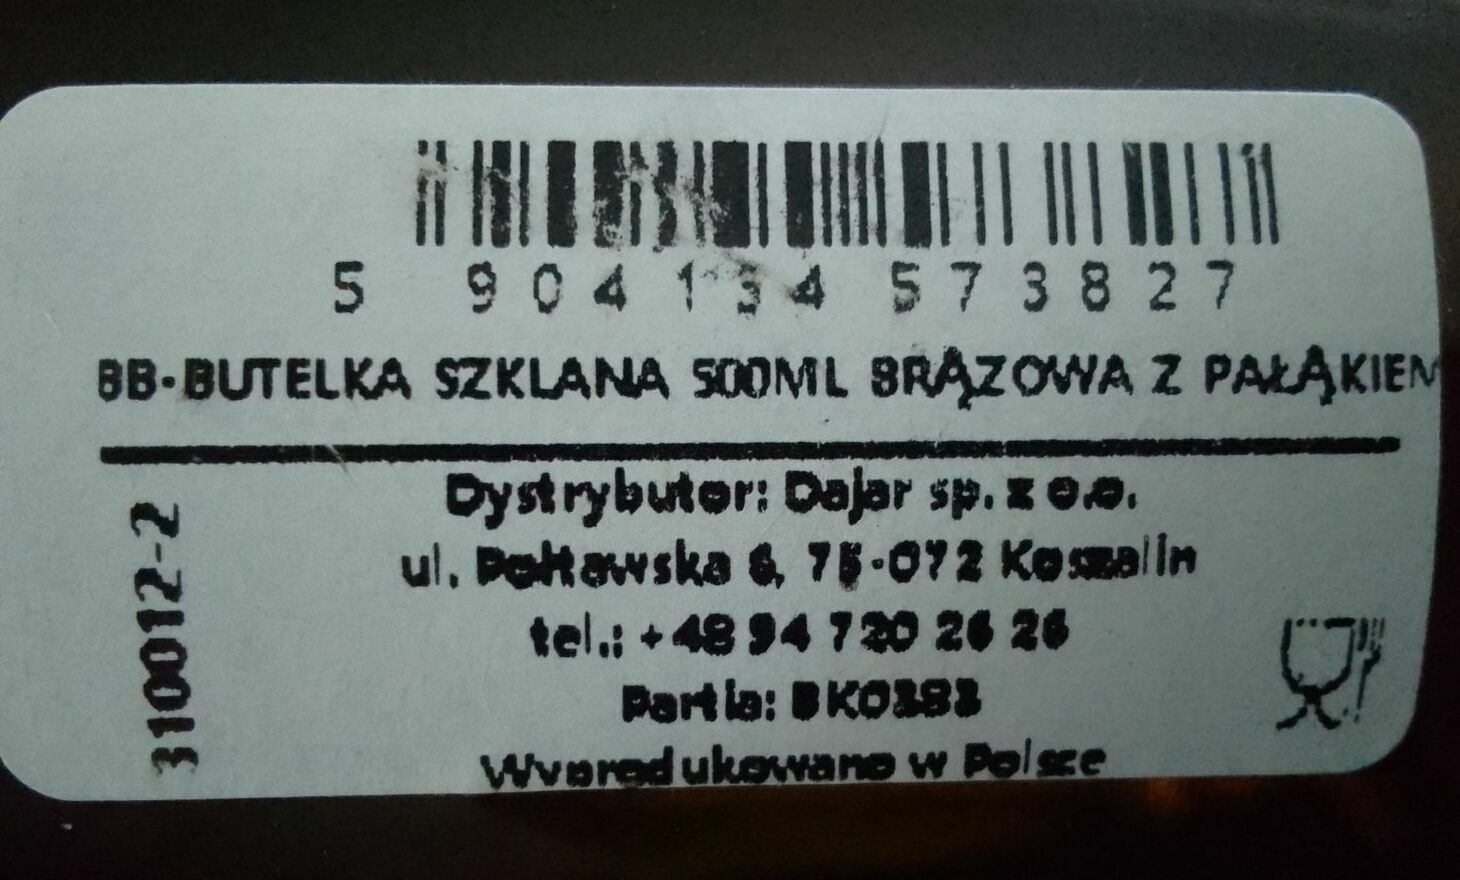 5 904134 573827
BB-BUTELKA SZKLANA 500ML BRĄZOWA Z PAŁĄKIEM
Dystrybutor: Dajar sp. z o.o.
ul. Połtawska 6, 75-072 Koszalin
tel.: +48 94 720 26 26
Partia: BK0383
Wyprodukowano w Polsce
310012-2